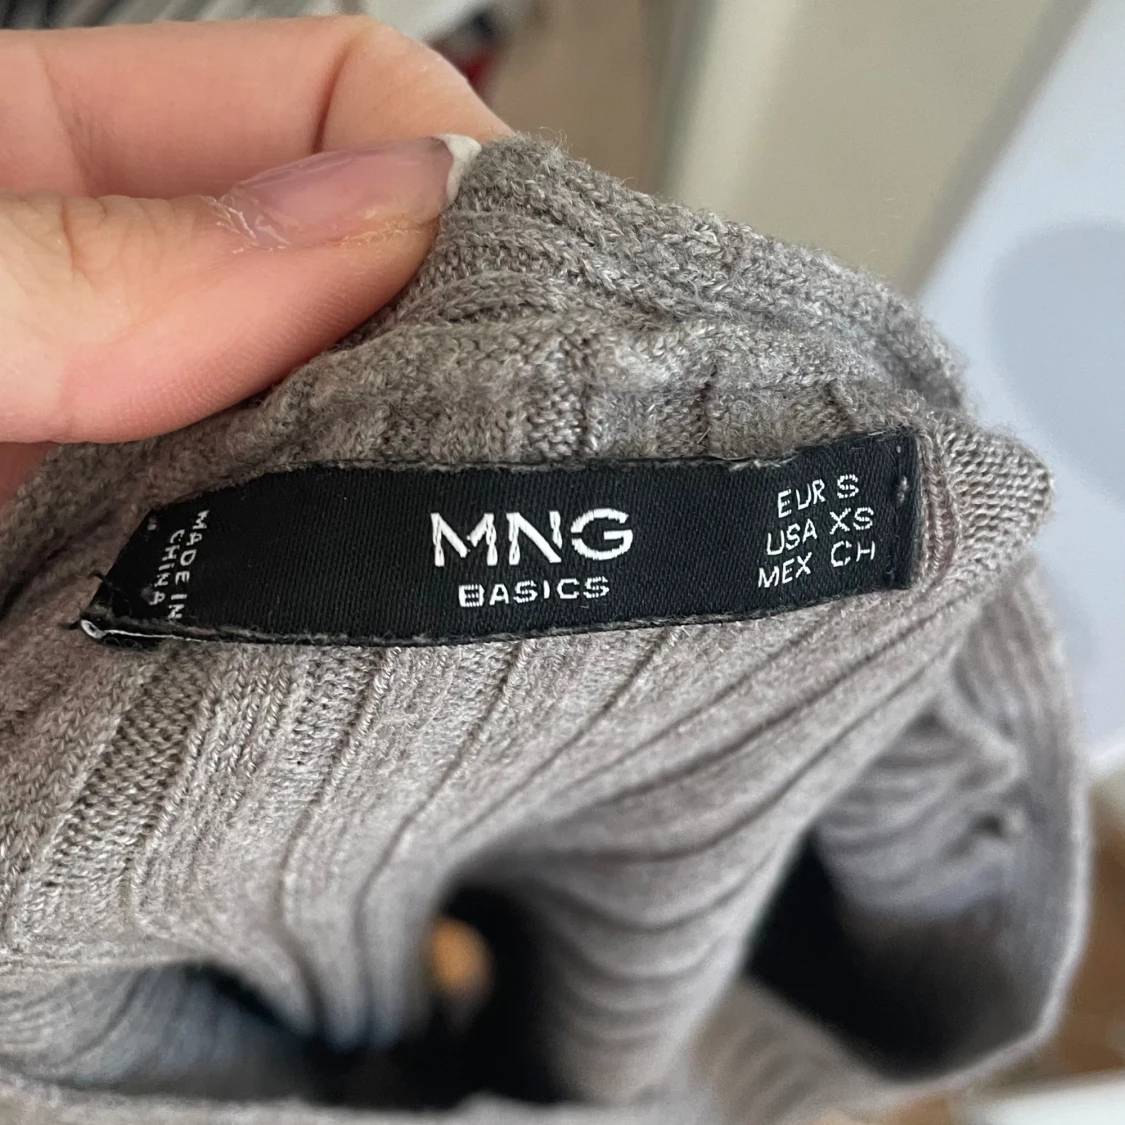 MADE IN
CHINA
MNG
BASICS
EUR S
USA XS
MEX CH